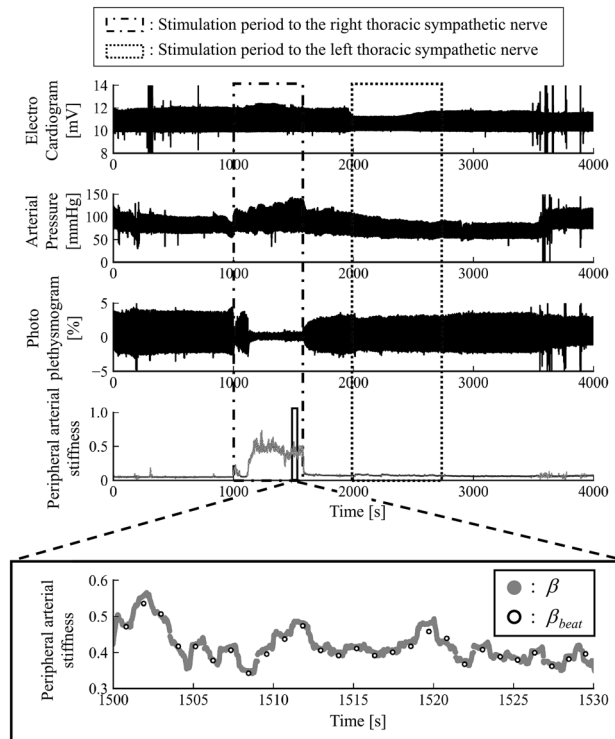 : Stimulation period to the right thoracic sympathetic nerve
: Stimulation period to the left thoracic sympathetic nerve
Electro
Cardiogram
[mV]
14
12
10
8
0
1000
2000
3000
4000
Arterial
Pressure
[mmHg]
150
100
50
0
0
1000
2000
3000
4000
Photo
plethysmogram
[%]
5
0
−5
0
1000
2000
3000
4000
Peripheral arterial
stiffness
1.0
0.5
0
0
1000
2000
3000
4000
Time [s]
Peripheral arterial
stiffness
0.6
0.5
0.4
0.3
: β
: βbeat
1500
1505
1510
1515
1520
1525
1530
Time [s]